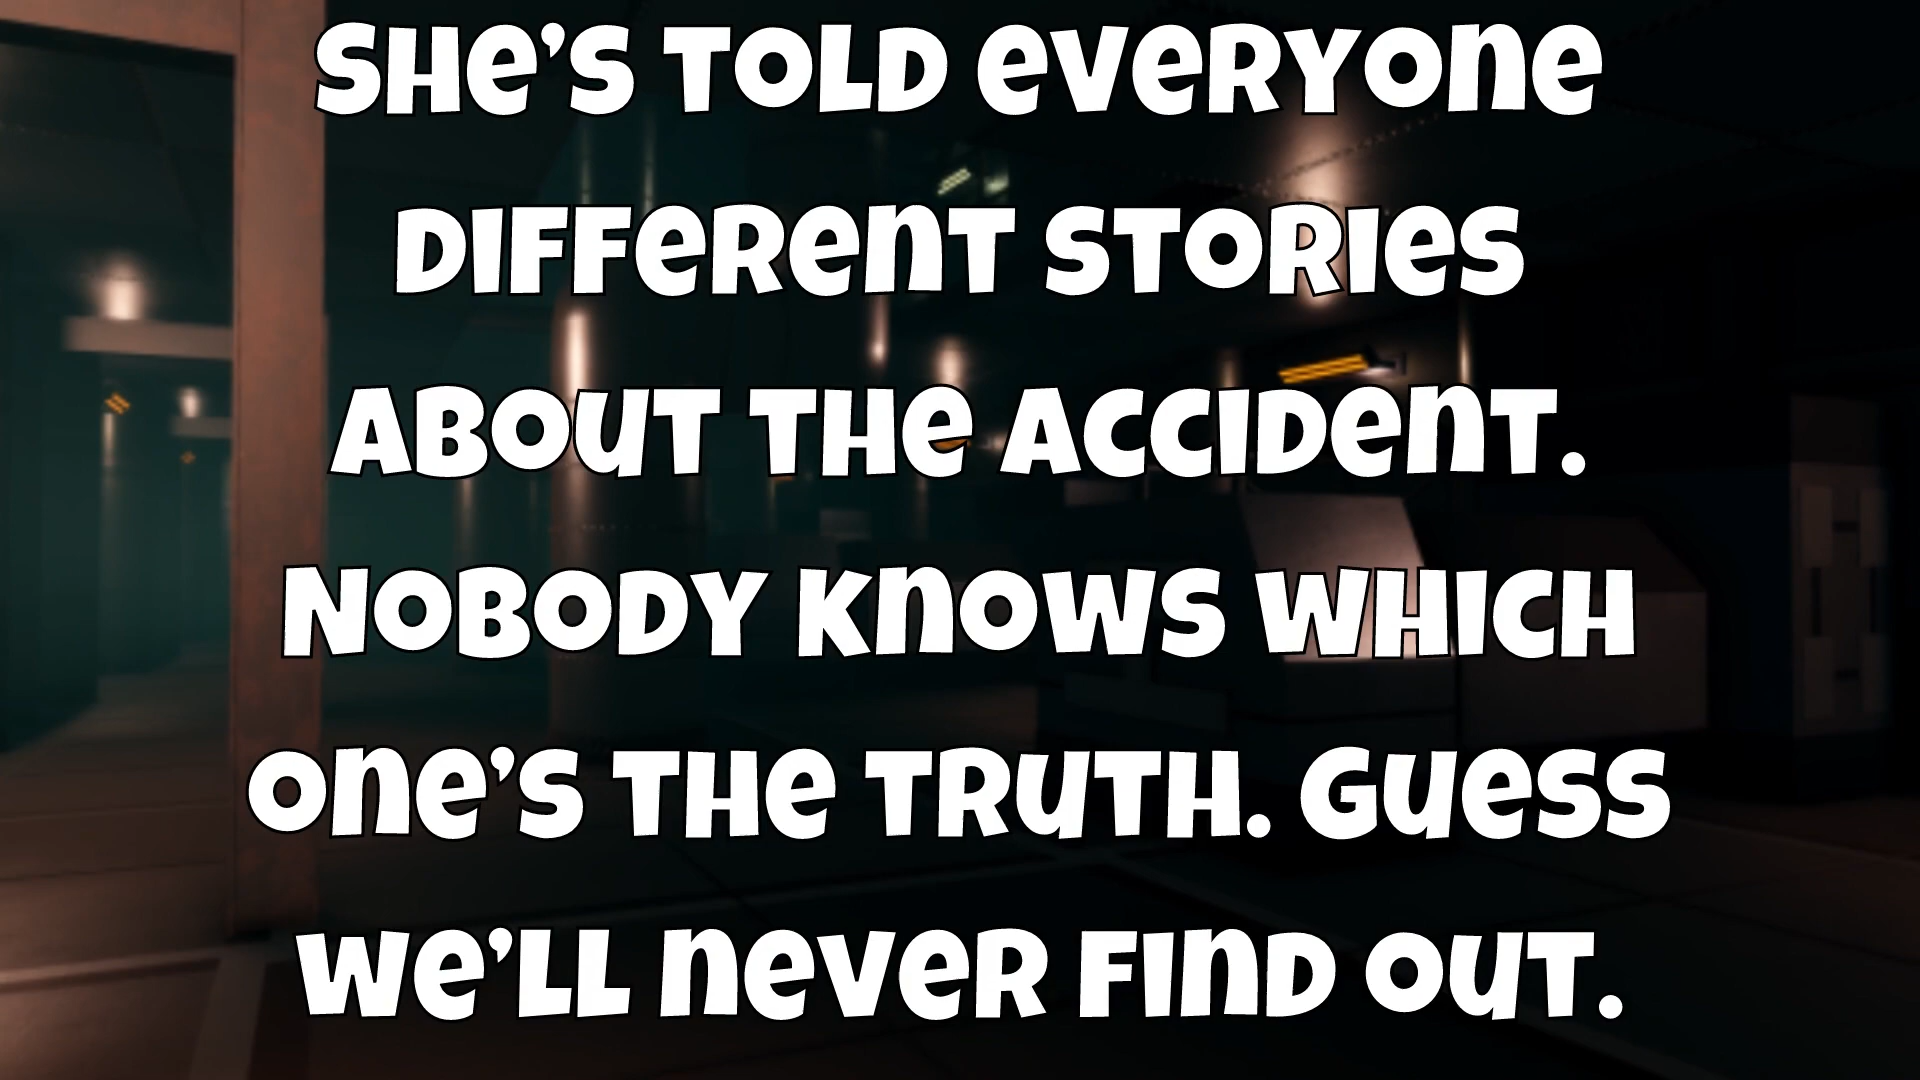 She's told everyone
different stories
about the accident.
Nobody knows which
one's the truth. Guess
we'll never find out.